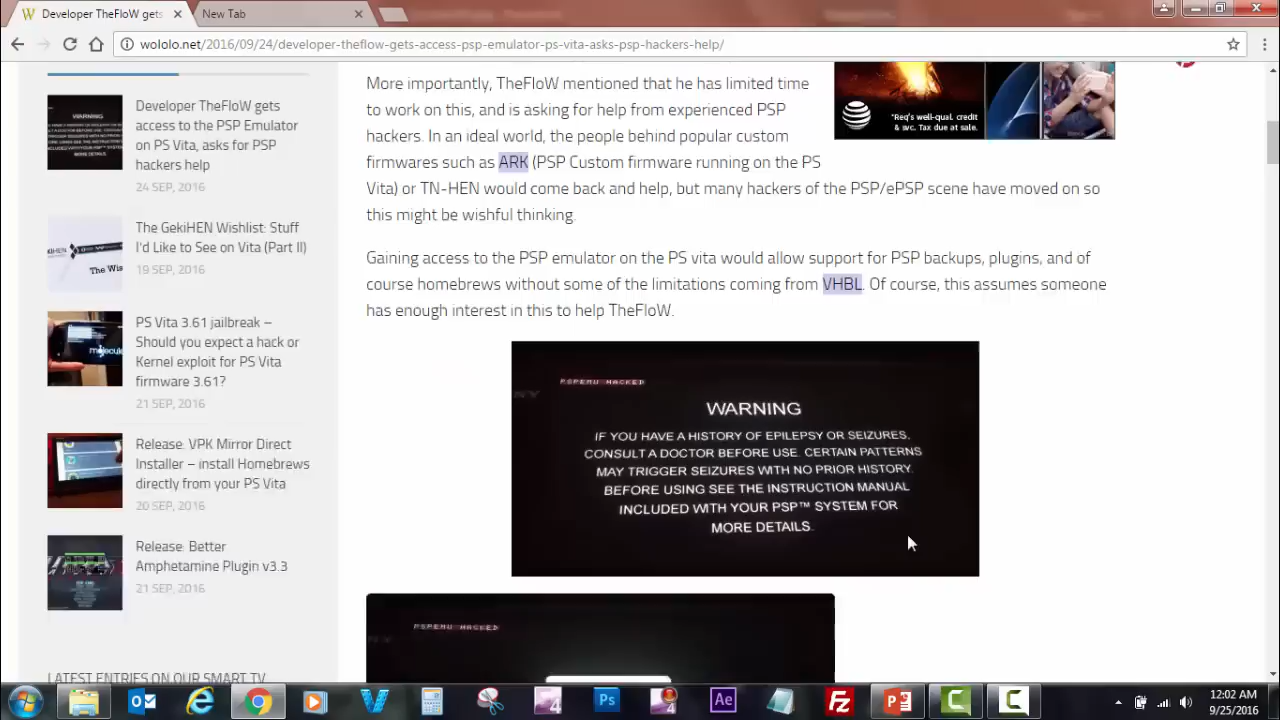 Developer TheFloW gets
New Tab
wololo.net/2016/09/24/developer-theflow-gets-access-psp-emulator-ps-vita-asks-psp-hackers-help/
Developer TheFloW gets
access to the PSP Emulator
on PS Vita, asks for PSP
hackers help
24 SEP, 2016
The GekiHEN Wishlist: Stuff
I'd Like to See on Vita (Part II)
19 SEP, 2016
PS Vita 3.61 jailbreak –
Should you expect a hack or
Kernel exploit for PS Vita
firmware 3.61?
21 SEP, 2016
Release: VPK Mirror Direct
Installer – install Homebrews
directly from your PS Vita
20 SEP, 2016
Release: Better
Amphetamine Plugin v3.3
21 SEP, 2016
LATEST ENTRIES ON OUR SMART TV
More importantly, TheFloW mentioned that he has limited time
to work on this, and is asking for help from experienced PSP
hackers. In an ideal world, the people behind popular custom
firmwares such as ARK (PSP Custom firmware running on the PS
Vita) or TN-HEN would come back and help, but many hackers of the PSP/ePSP scene have moved on so
this might be wishful thinking.
Gaining access to the PSP emulator on the PS vita would allow support for PSP backups, plugins, and of
course homebrews without some of the limitations coming from VHBL. Of course, this assumes someone
has enough interest in this to help TheFloW.
AT&T
*Req's well-qual. credit
& svc. Tax due at sale.
PSPEMU HACKED
WARNING
IF YOU HAVE A HISTORY OF EPILEPSY OR SEIZURES,
CONSULT A DOCTOR BEFORE USE. CERTAIN PATTERNS
MAY TRIGGER SEIZURES WITH NO PRIOR HISTORY.
BEFORE USING SEE THE INSTRUCTION MANUAL
INCLUDED WITH YOUR PSP™ SYSTEM FOR
MORE DETAILS.
PSPEMU HACKED
Ps
Ae
Fz
12:02 AM
9/25/2016